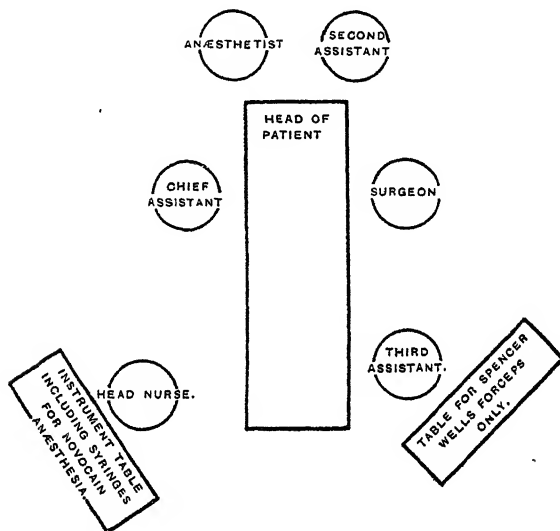 ANÆSTHETIST
SECOND
ASSISTANT
HEAD OF
PATIENT
CHIEF
ASSISTANT
SURGEON
THIRD
ASSISTANT.
HEAD NURSE.
INSTRUMENT TABLE
INCLUDING SYRINGES
FOR NOVOCAIN
ANÆSTHESIA.
TABLE FOR SPENCER
WELLS FORCEPS
ONLY.